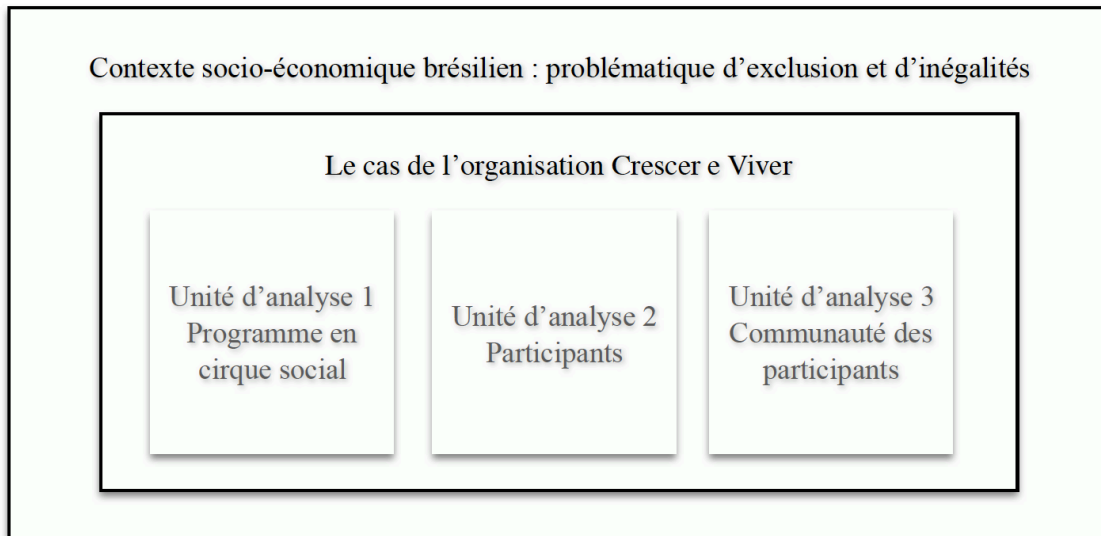 Contexte socio-économique brésilien : problématique d’exclusion et d’inégalités
Le cas de l’organisation Crescer e Viver
Unité d’analyse 1
Programme en
cirque social
Unité d’analyse 2
Participants
Unité d’analyse 3
Communauté des
participants